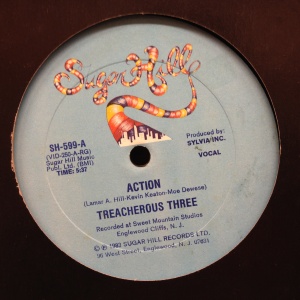 Sugar Hill
SH-599-A
(VID-260-A-RG)
Sugar Hill Music
Publ. Ltd. (BMI)
TIME: 5:37
Produced by:
SYLVIA/INC.
VOCAL
ACTION
(Lamar A. Hill-Kevin Keaton-Moe Dewese)
TREACHEROUS THREE
Recorded at Sweet Mountain Studios
Englewood Cliffs, N. J.
© ℗ 1983 SUGAR HILL RECORDS LTD.
96 West Street, Englewood, N. J. 07631